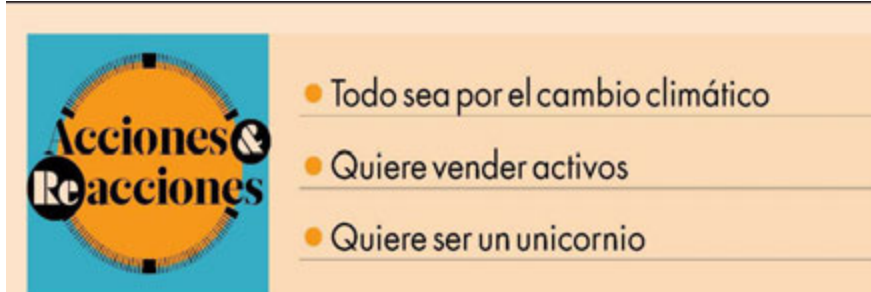 Acciones&
Reacciones
Todo sea por el cambio climático
Quiere vender activos
Quiere ser un unicornio